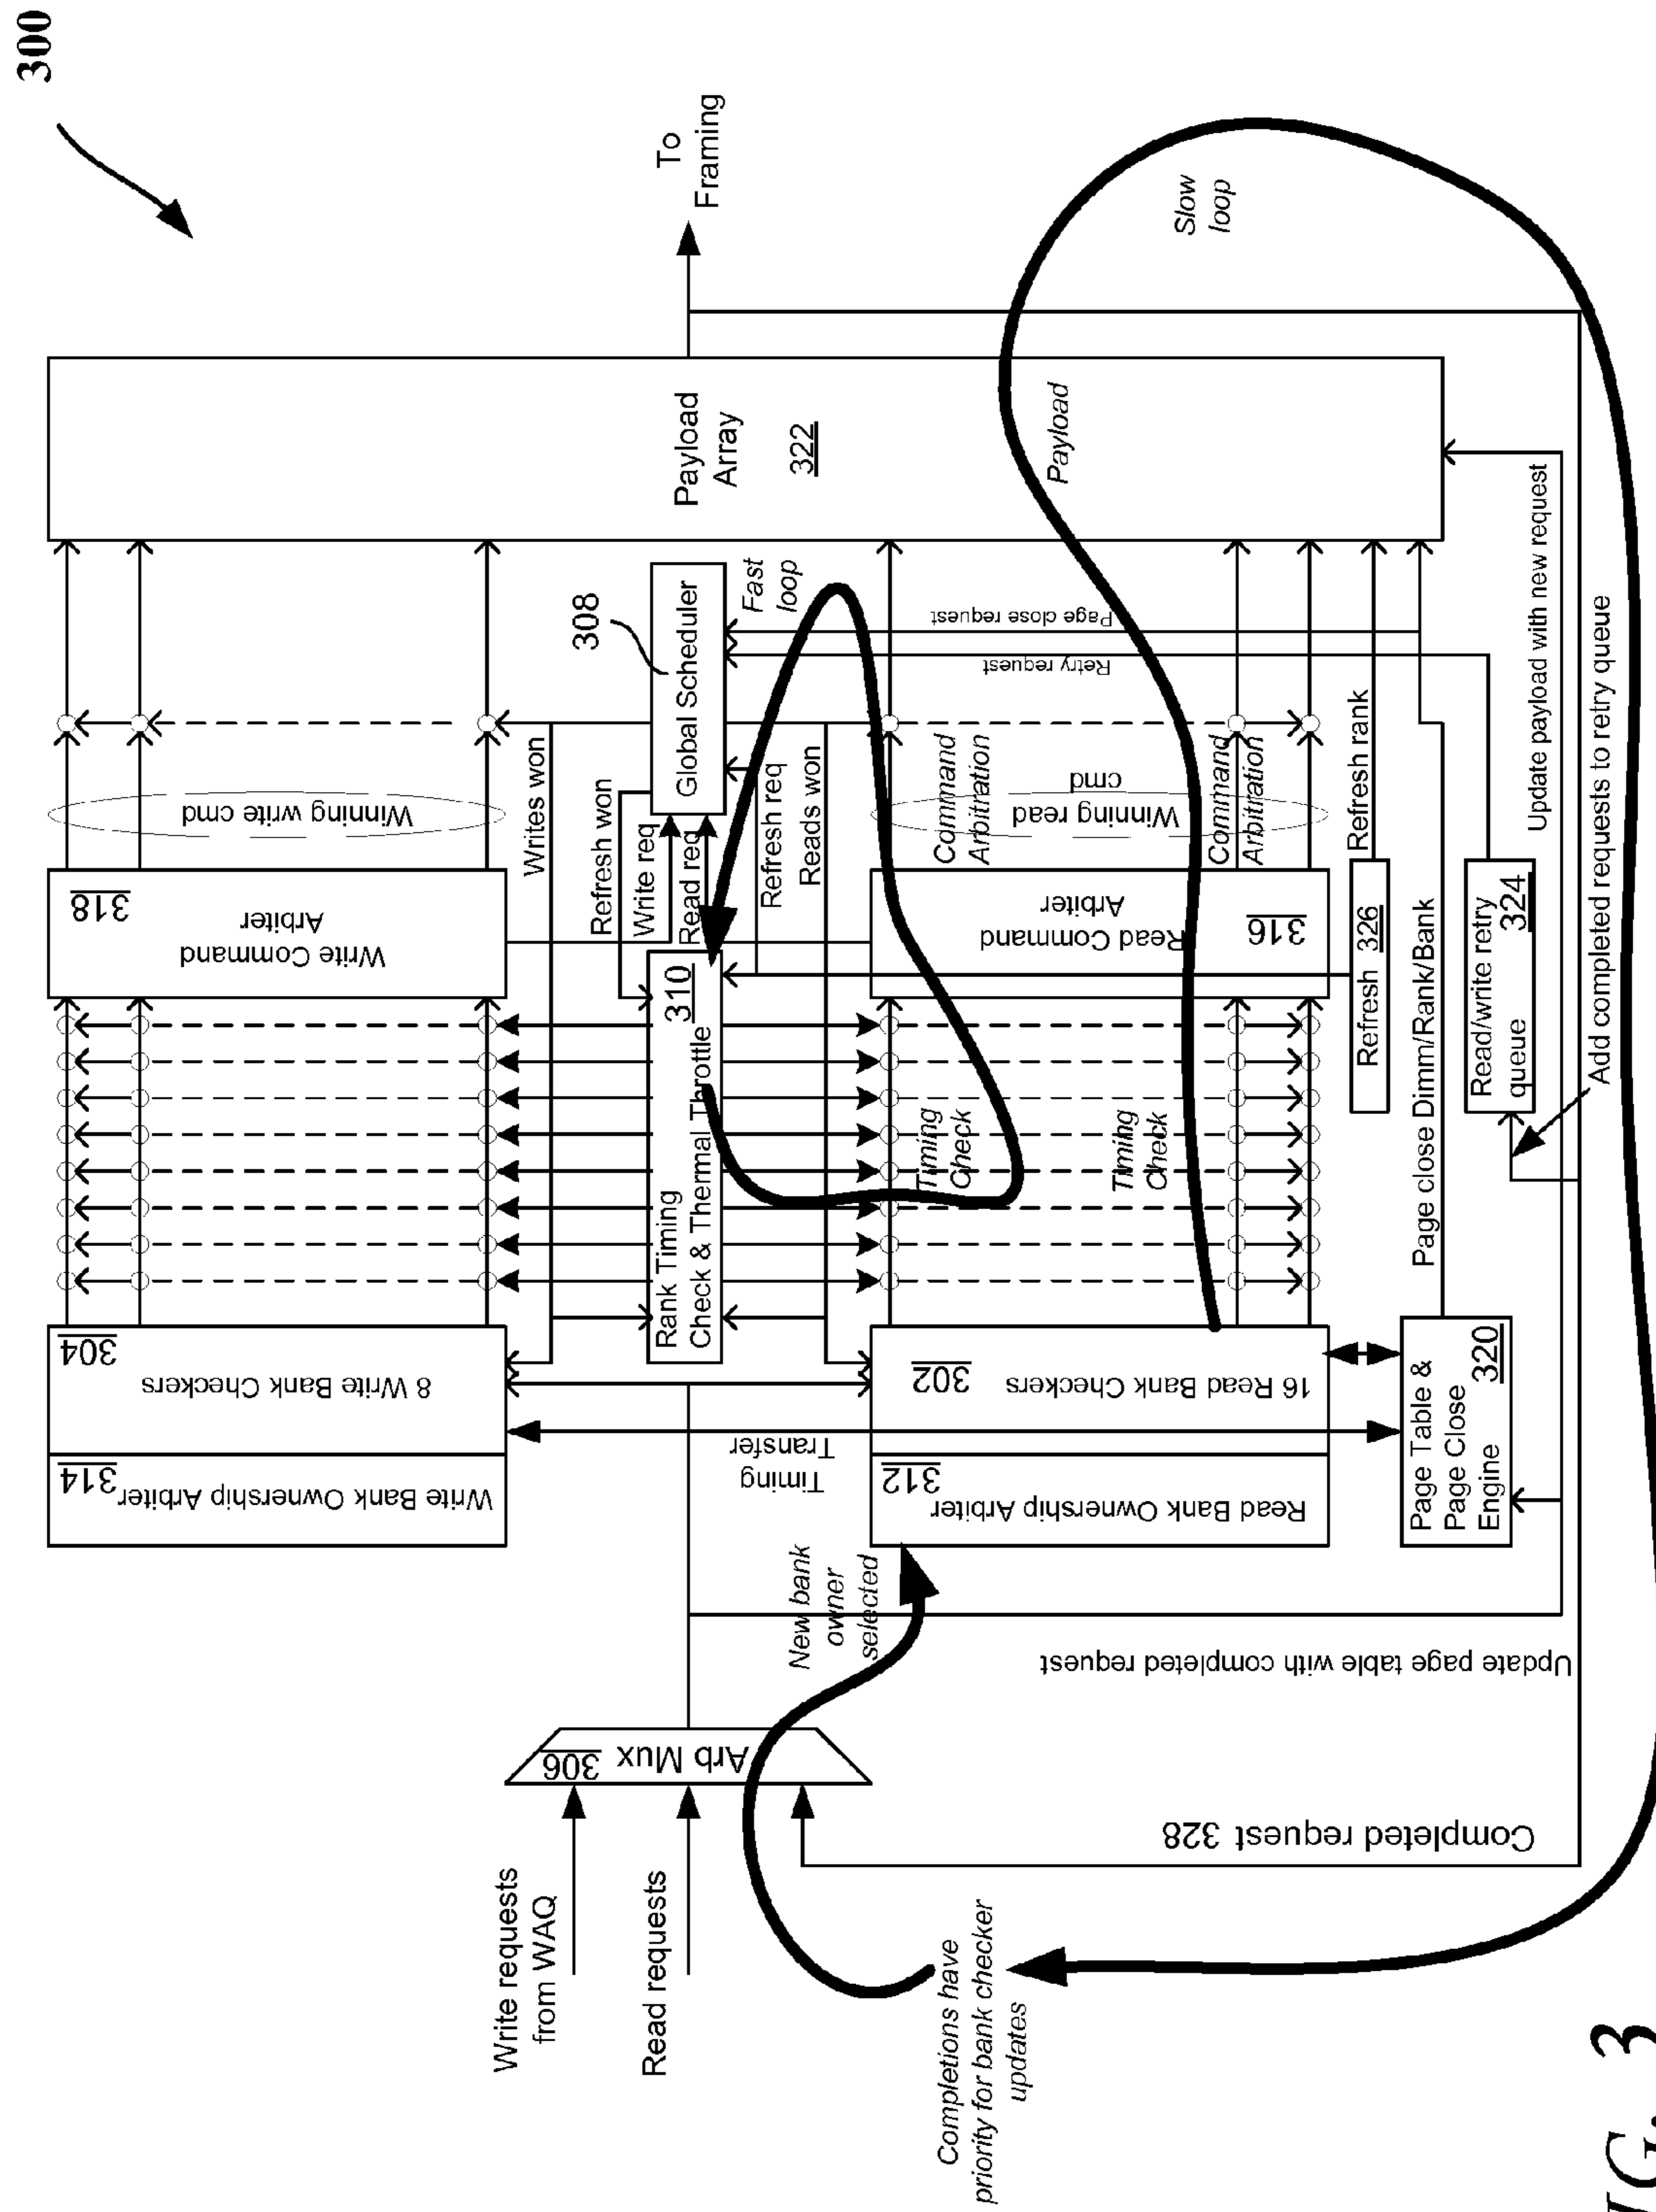 300
Write requests
from WAQ
Read requests
Arb Mux 306
Completions have
priority for bank checker
updates
Completed request 328
Update page table with completed request
New bank
owner
selected
Write Bank Ownership Arbiter
314
8 Write Bank Checkers
304
Timing
Transfer
Read Bank Ownership Arbiter
312
16 Read Bank Checkers
302
Page Table &
Page Close
Engine
320
Rank Timing
Check & Thermal Throttle
310
Timing
Check
Timing
Check
Write Command
Arbiter
318
Read Command
Arbiter
316
Refresh 326
Read/write retry
queue
324
Page close Dimm/Rank/Bank
Add completed requests to retry queue
Update payload with new request
Refresh rank
Writes won
Refresh won
Write req
Read req
Refresh req
Reads won
Winning write cmd
Winning read
cmd
Command
Arbitration
Command
Arbitration
308
Global Scheduler
Fast
loop
Retry request
Page close request
Payload
Array
322
Payload
Slow
loop
To
Framing
3